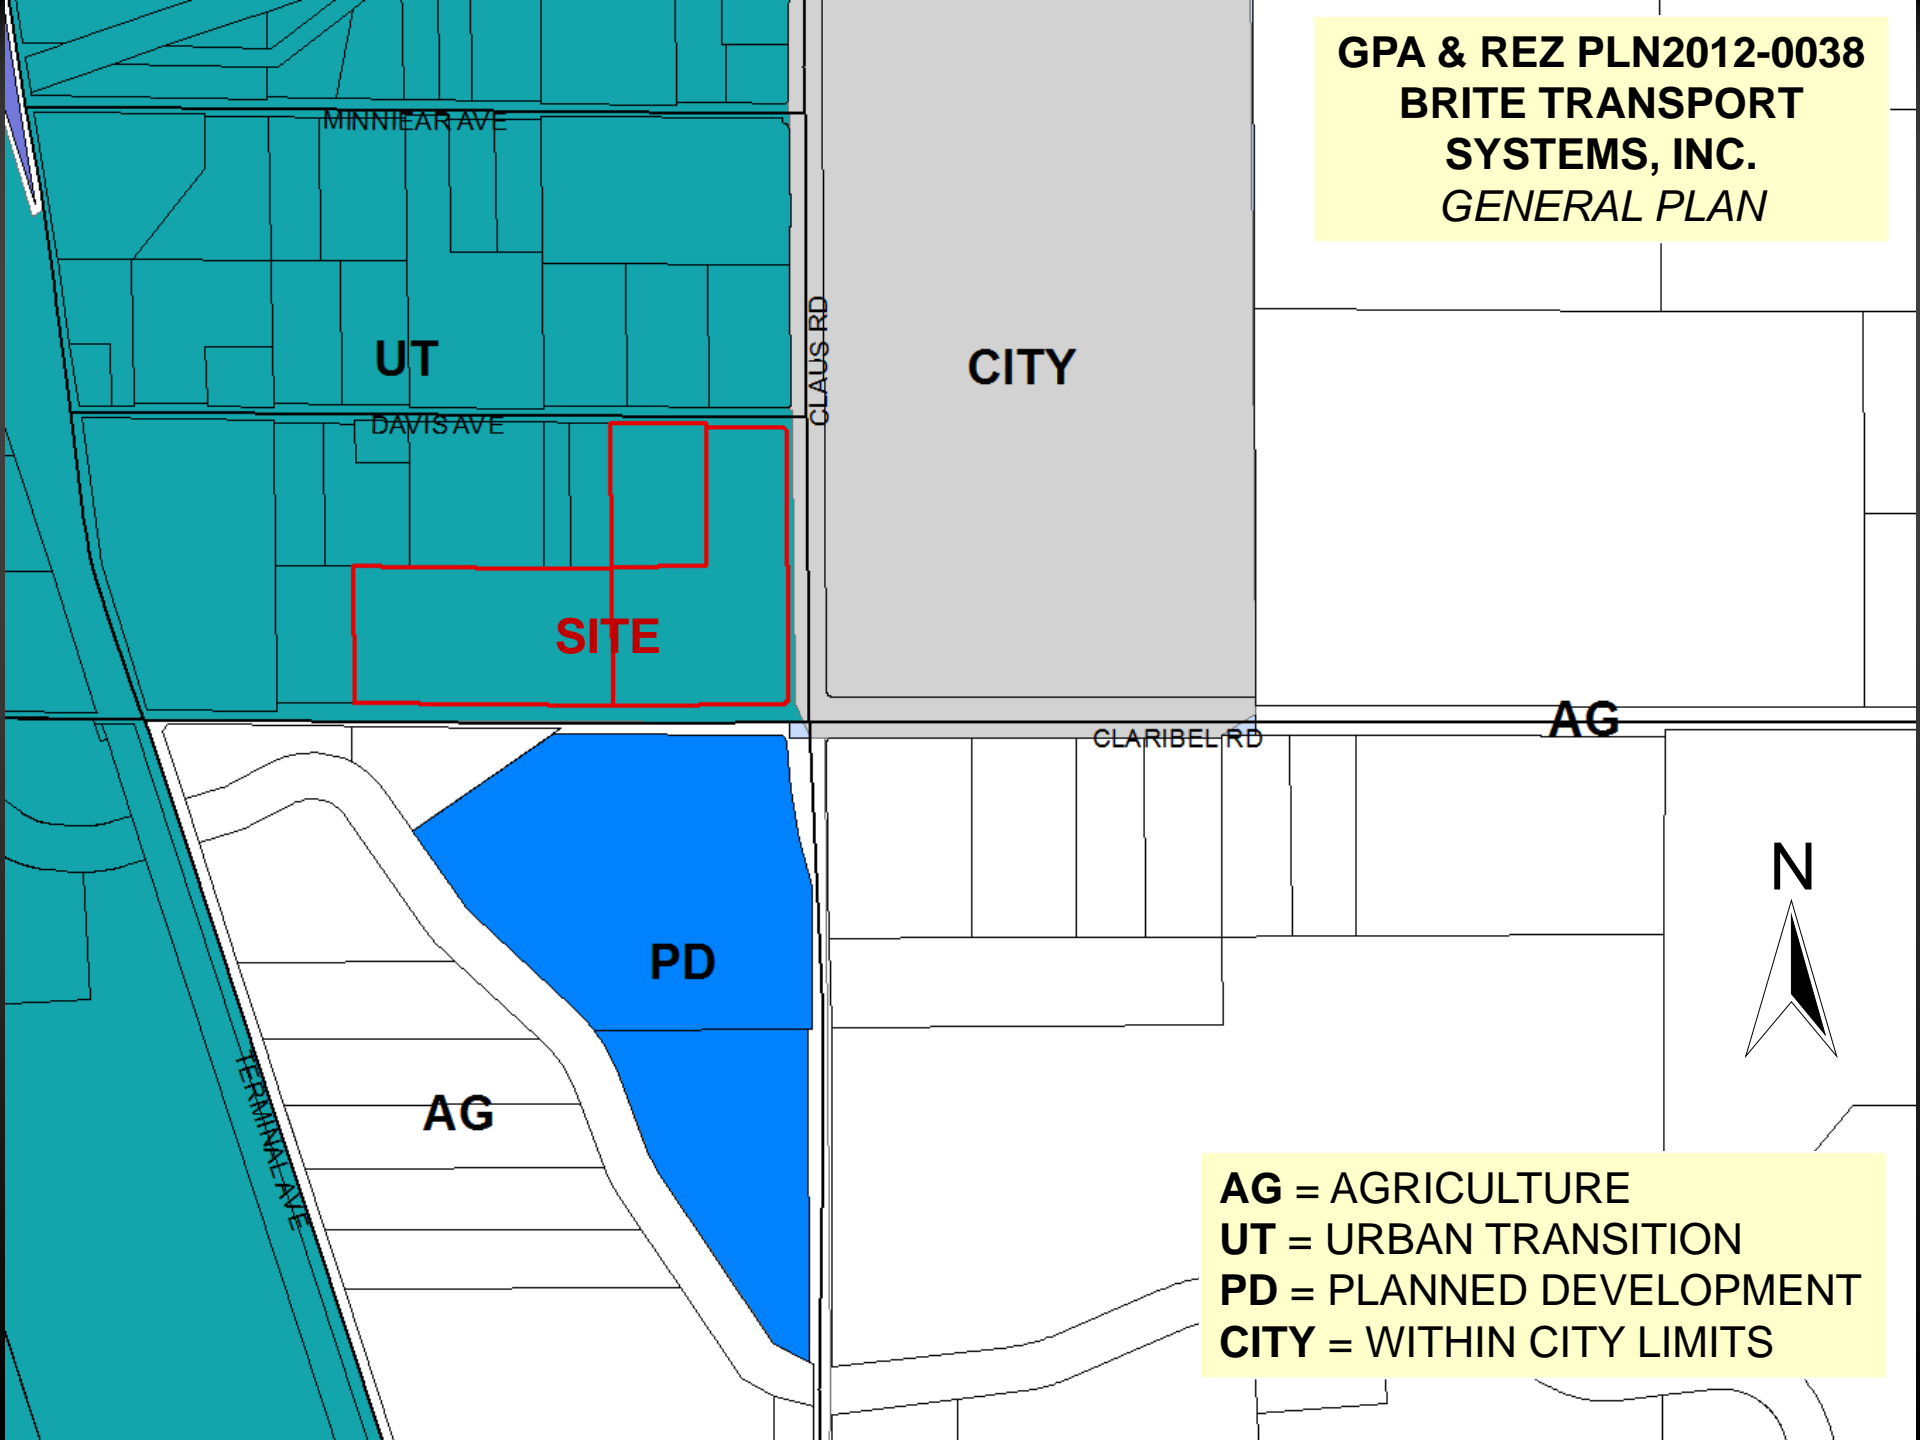 GPA & REZ PLN2012-0038
BRITE TRANSPORT
SYSTEMS, INC.
GENERAL PLAN
MINNIEAR AVE
UT
CLAUS RD
CITY
DAVIS AVE
SITE
AG
CLARIBEL RD
N
PD
TERMINAL AVE
AG
AG = AGRICULTURE
UT = URBAN TRANSITION
PD = PLANNED DEVELOPMENT
CITY = WITHIN CITY LIMITS